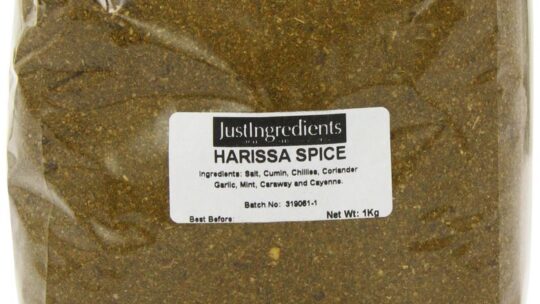 JustIngredients
HARISSA SPICE
Ingredients: Salt, Cumin, Chillies, Coriander
Garlic, Mint, Caraway and Cayenne.
Batch No: 319061-1
Best Before: Net Wt: 1Kg